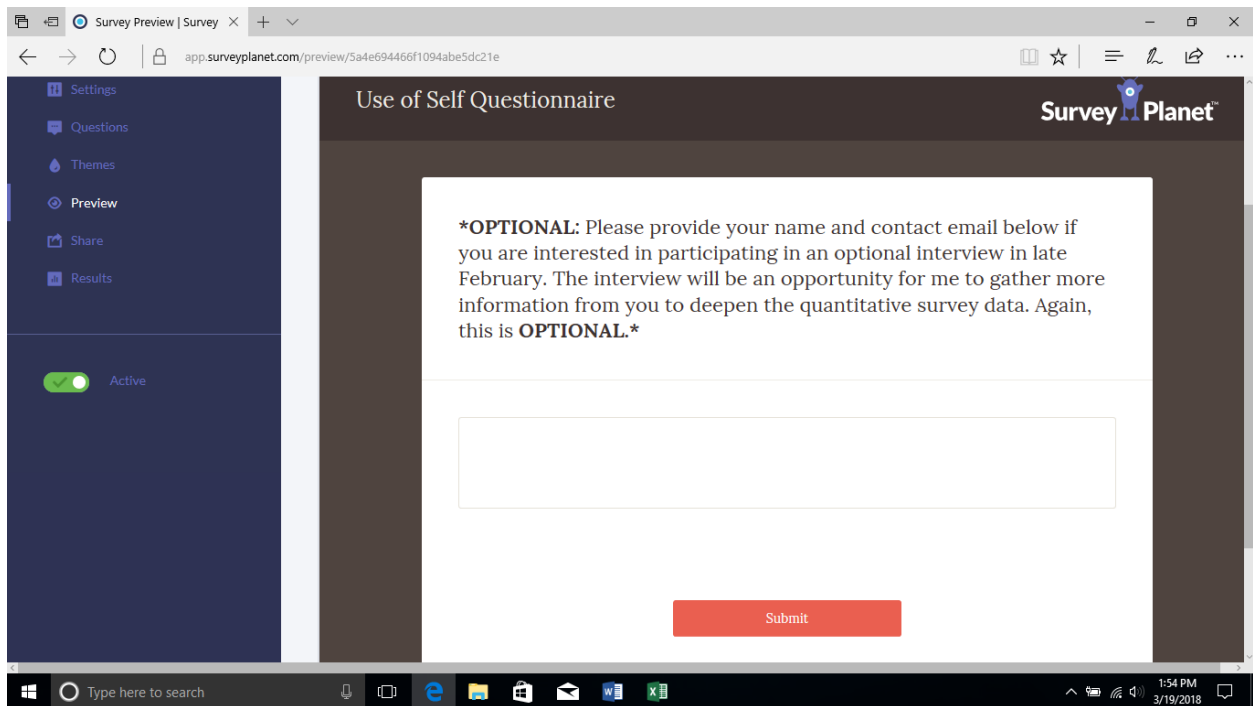 Survey Preview | Survey
app.surveyplanet.com/preview/5a4e694466f1094abe5dc21e
Settings
Questions
Themes
Preview
Share
Results
Active
Use of Self Questionnaire
Survey Planet™
*OPTIONAL: Please provide your name and contact email below if
you are interested in participating in an optional interview in late
February. The interview will be an opportunity for me to gather more
information from you to deepen the quantitative survey data. Again,
this is OPTIONAL.*
Submit
Type here to search
1:54 PM
3/19/2018